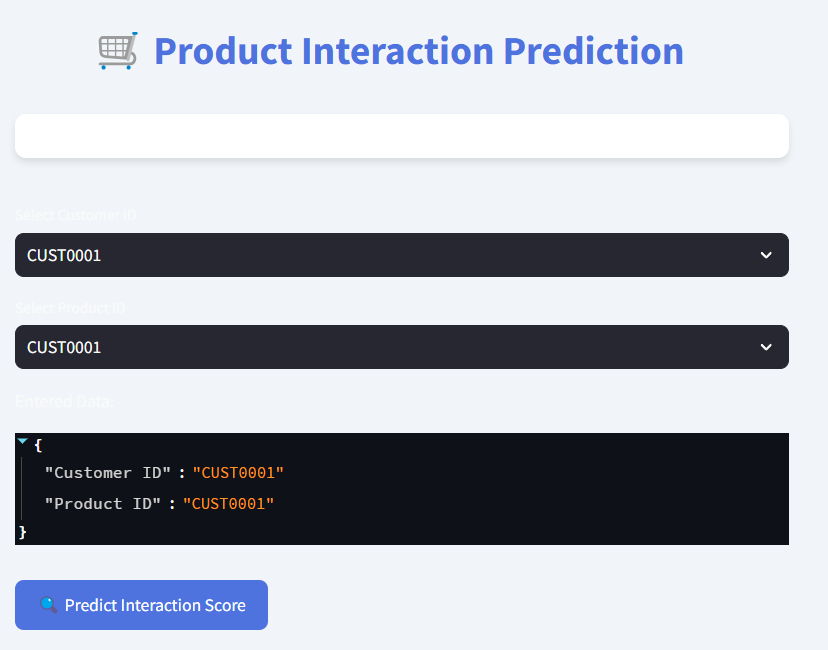 Product Interaction Prediction
Select Customer ID
CUST0001
Select Product ID
CUST0001
Entered Data:
{
"Customer ID" : "CUST0001"
"Product ID" : "CUST0001"
}
Predict Interaction Score